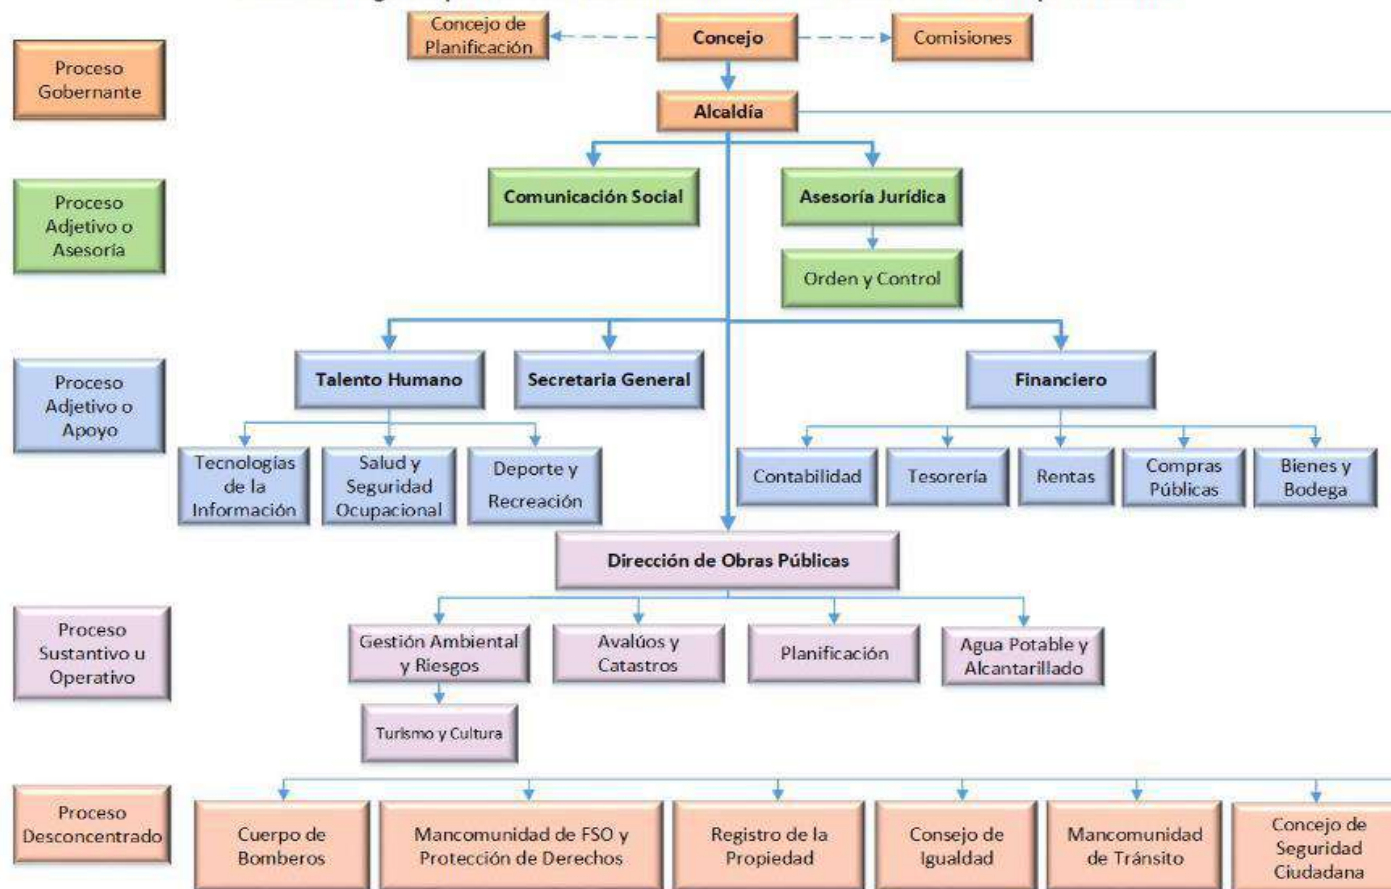 Concejo de
Planificación
Concejo
Comisiones
Proceso
Gobernante
Alcaldía
Proceso
Adjetivo o
Asesoría
Comunicación Social
Asesoría Jurídica
Orden y Control
Proceso
Adjetivo o
Apoyo
Talento Humano
Secretaria General
Financiero
Tecnologías
de la
Información
Salud y
Seguridad
Ocupacional
Deporte y
Recreación
Contabilidad
Tesorería
Rentas
Compras
Públicas
Bienes y
Bodega
Dirección de Obras Públicas
Proceso
Sustantivo u
Operativo
Gestión Ambiental
y Riesgos
Avalúos y
Catastros
Planificación
Agua Potable y
Alcantarillado
Turismo y Cultura
Proceso
Desconcentrado
Cuerpo de
Bomberos
Mancomunidad de FSO y
Protección de Derechos
Registro de la
Propiedad
Consejo de
Igualdad
Mancomunidad
de Tránsito
Concejo de
Seguridad
Ciudadana